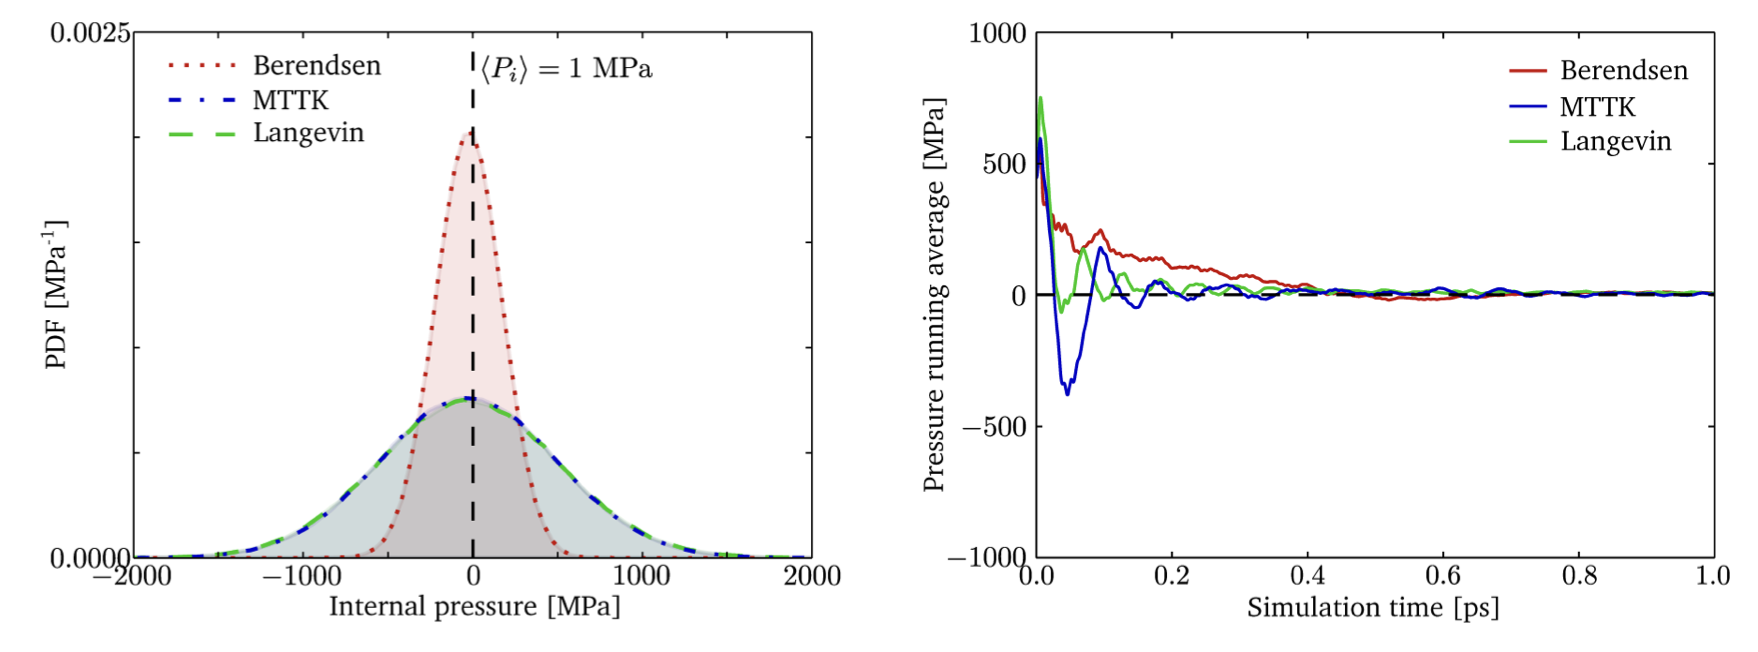 0.0025
Berendsen
MTTK
Langevin
⟨Pᵢ⟩ = 1 MPa
PDF [MPa⁻¹]
0.0000
−2000 −1000 0 1000 2000
Internal pressure [MPa]
1000
500
0
−500
−1000
Berendsen
MTTK
Langevin
Pressure running average [MPa]
0.0 0.2 0.4 0.6 0.8 1.0
Simulation time [ps]